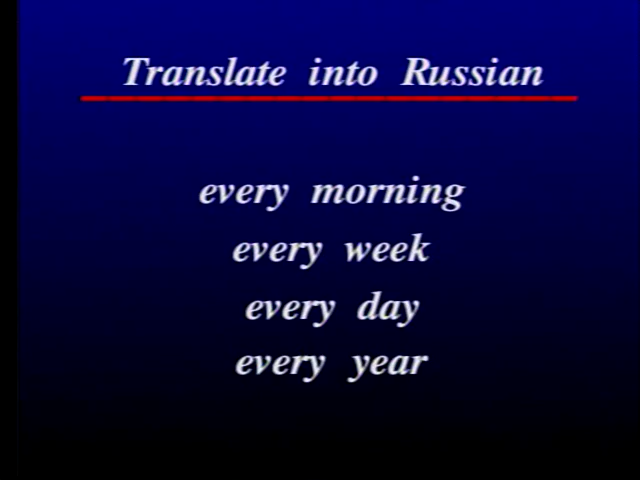 Translate into Russian
every morning
every week
every day
every year